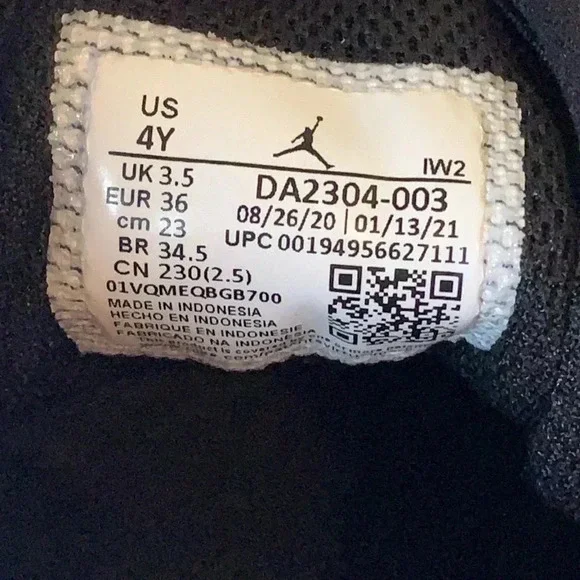 US
4Y
UK 3.5
EUR 36
cm 23
BR 34.5
CN 230(2.5)
01VQMEQBGB700
MADE IN INDONESIA
HECHO EN INDONESIA
FABRIQUE EN INDONESIE
FABRICADO NA INDONESIA
IW2
DA2304-003
08/26/20 | 01/13/21
UPC 00194956627111